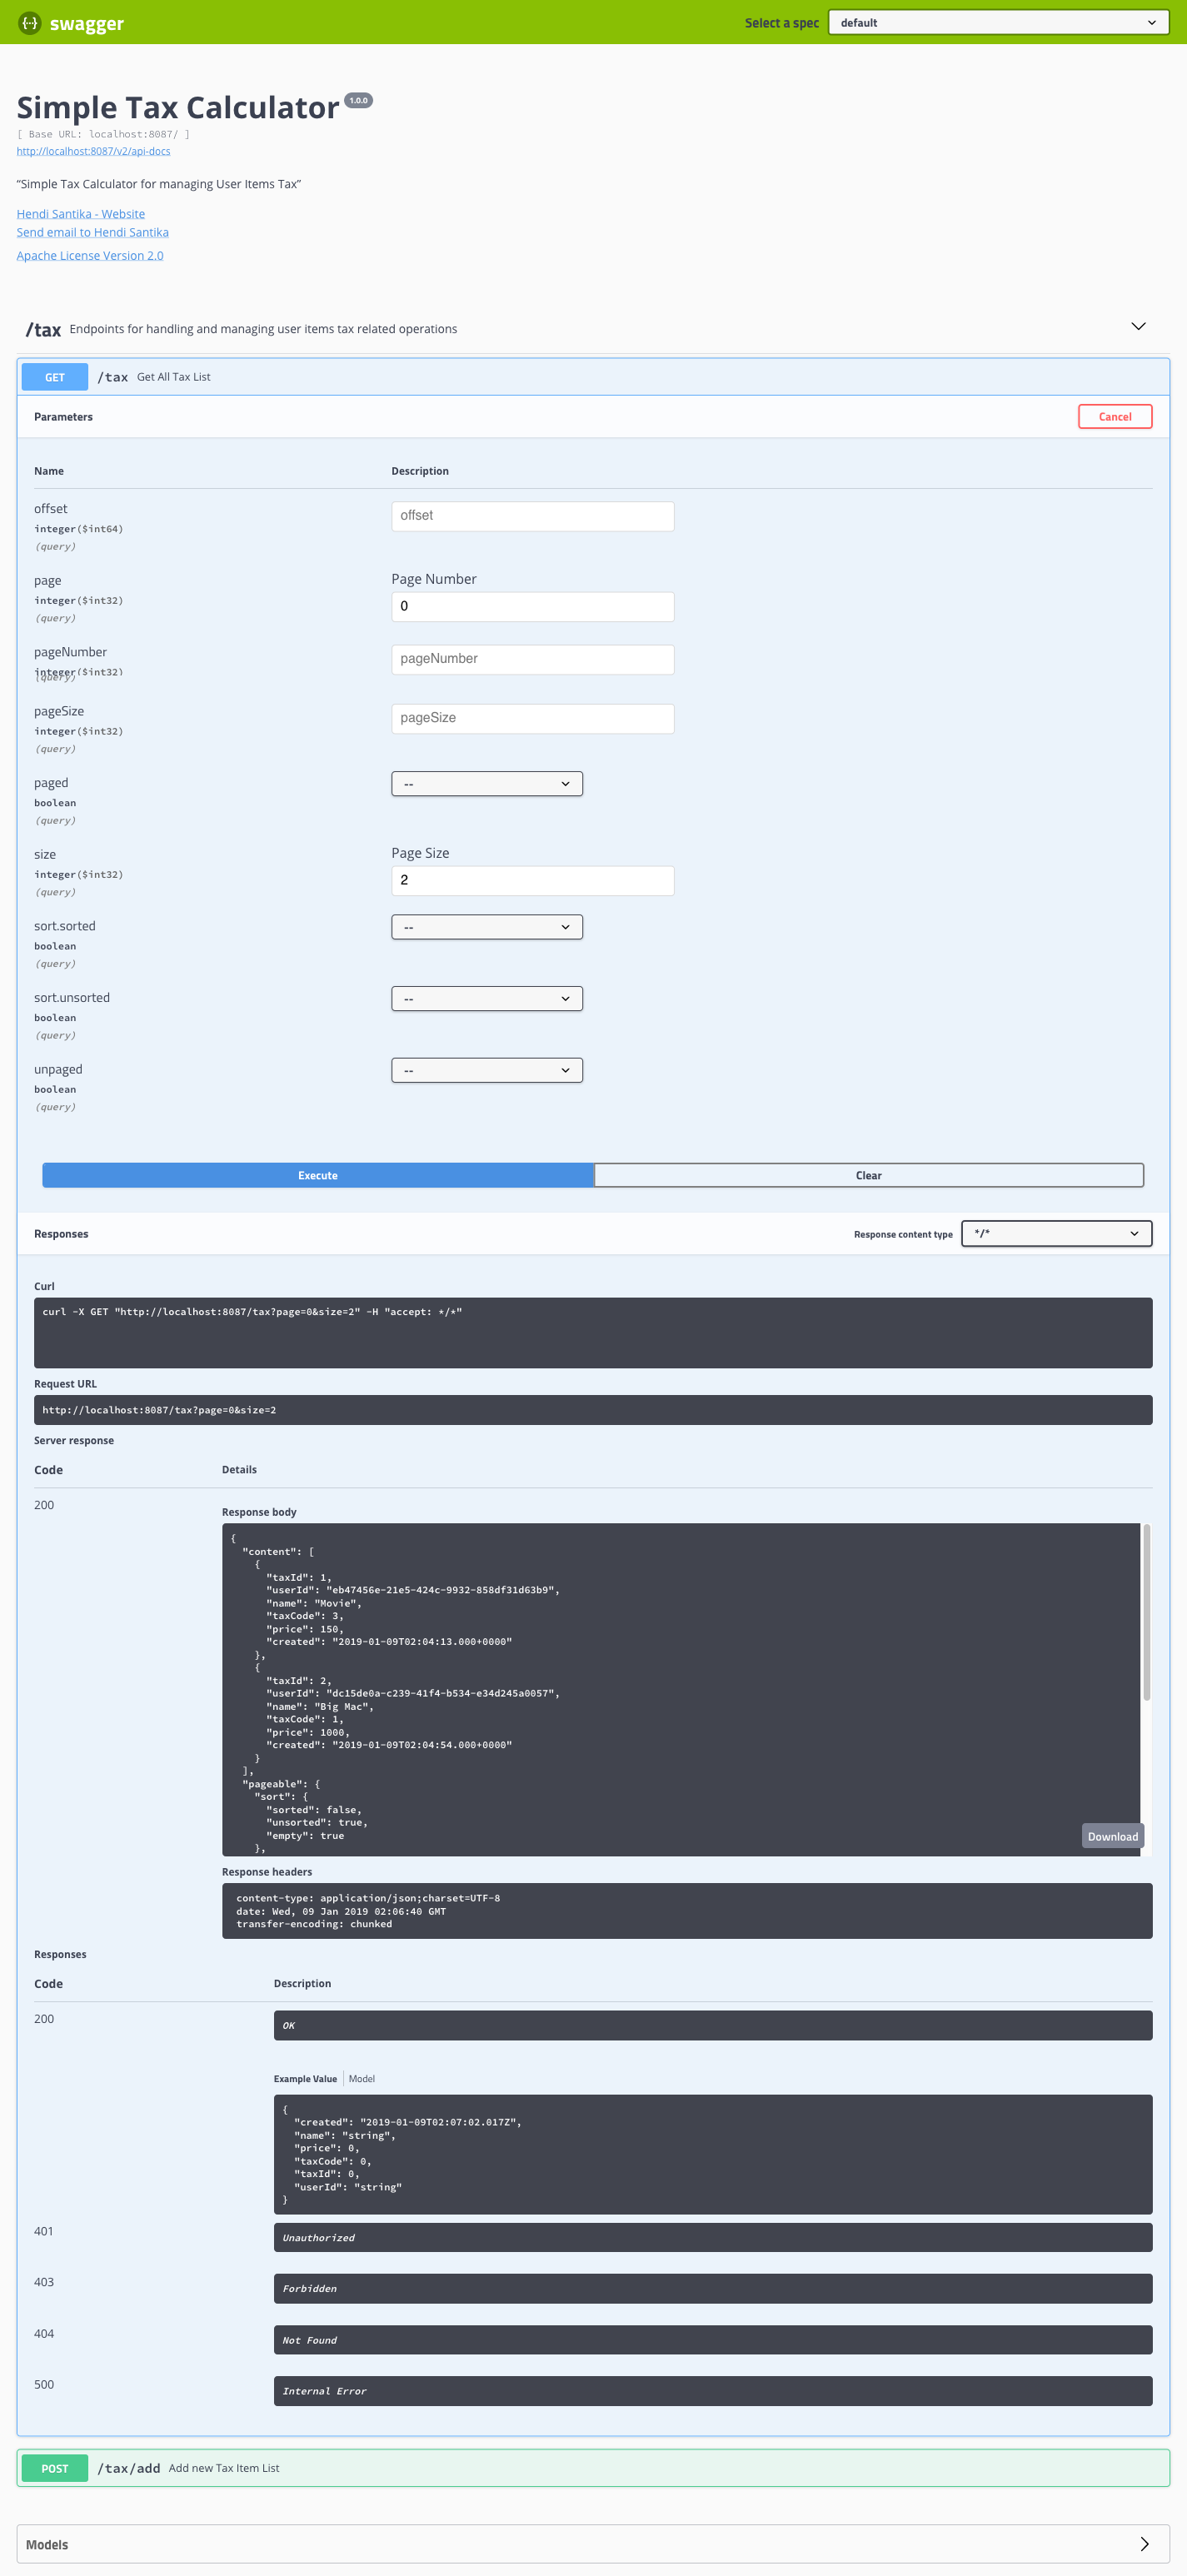 swagger
Select a spec
default
Simple Tax Calculator 1.0.0
[ Base URL: localhost:8087/ ]
http://localhost:8087/v2/api-docs
“Simple Tax Calculator for managing User Items Tax”
Hendi Santika - Website
Send email to Hendi Santika
Apache License Version 2.0
/tax Endpoints for handling and managing user items tax related operations
GET /tax Get All Tax List
Parameters
Cancel
Name Description
offset
integer($int64)
(query)
offset
page
integer($int32)
(query)
Page Number
0
pageNumber
integer($int32)
(query)
pageNumber
pageSize
integer($int32)
(query)
pageSize
paged
boolean
(query)
--
size
integer($int32)
(query)
Page Size
2
sort.sorted
boolean
(query)
--
sort.unsorted
boolean
(query)
--
unpaged
boolean
(query)
--
Execute
Clear
Responses
Response content type
*/*
Curl
curl -X GET "http://localhost:8087/tax?page=0&size=2" -H "accept: */*"
Request URL
http://localhost:8087/tax?page=0&size=2
Server response
Code Details
200
Response body
{
  "content": [
    {
      "taxId": 1,
      "userId": "eb47456e-21e5-424c-9932-858df31d63b9",
      "name": "Movie",
      "taxCode": 3,
      "price": 150,
      "created": "2019-01-09T02:04:13.000+0000"
    },
    {
      "taxId": 2,
      "userId": "dc15de0a-c239-41f4-b534-e34d245a0057",
      "name": "Big Mac",
      "taxCode": 1,
      "price": 1000,
      "created": "2019-01-09T02:04:54.000+0000"
    }
  ],
  "pageable": {
    "sort": {
      "sorted": false,
      "unsorted": true,
      "empty": true
    },
Download
Response headers
content-type: application/json;charset=UTF-8
date: Wed, 09 Jan 2019 02:06:40 GMT
transfer-encoding: chunked
Responses
Code Description
200
OK
Example Value Model
{
  "created": "2019-01-09T02:07:02.017Z",
  "name": "string",
  "price": 0,
  "taxCode": 0,
  "taxId": 0,
  "userId": "string"
}
401
Unauthorized
403
Forbidden
404
Not Found
500
Internal Error
POST /tax/add Add new Tax Item List
Models